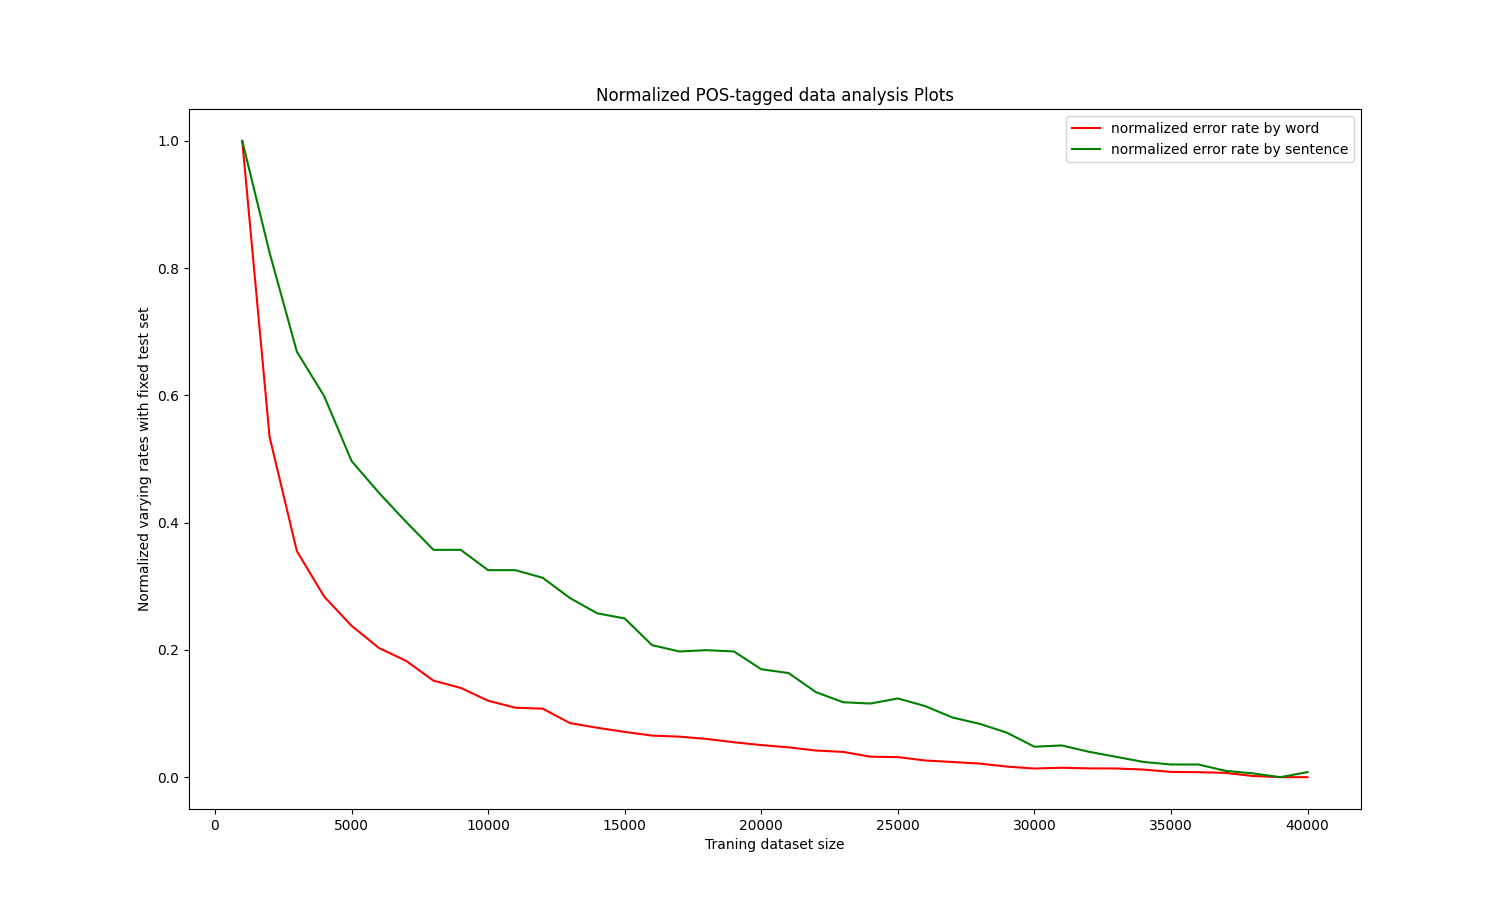 Normalized POS-tagged data analysis Plots
normalized error rate by word
normalized error rate by sentence
Normalized varying rates with fixed test set
1.0
0.8
0.6
0.4
0.2
0.0
0 5000 10000 15000 20000 25000 30000 35000 40000
Traning dataset size